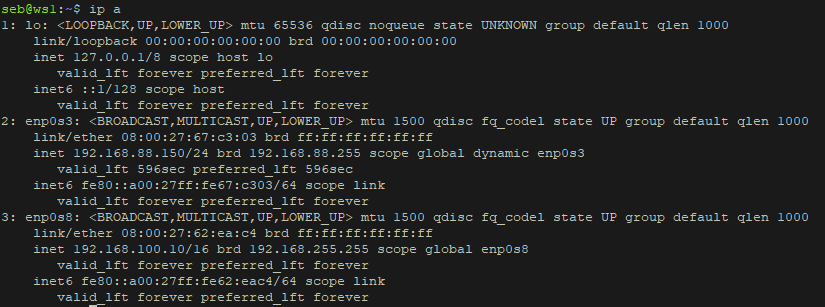 seb@ws1:~$ ip a
1: lo: <LOOPBACK,UP,LOWER_UP> mtu 65536 qdisc noqueue state UNKNOWN group default qlen 1000
    link/loopback 00:00:00:00:00:00 brd 00:00:00:00:00:00
    inet 127.0.0.1/8 scope host lo
       valid_lft forever preferred_lft forever
    inet6 ::1/128 scope host
       valid_lft forever preferred_lft forever
2: enp0s3: <BROADCAST,MULTICAST,UP,LOWER_UP> mtu 1500 qdisc fq_codel state UP group default qlen 1000
    link/ether 08:00:27:67:c3:03 brd ff:ff:ff:ff:ff:ff
    inet 192.168.88.150/24 brd 192.168.88.255 scope global dynamic enp0s3
       valid_lft 596sec preferred_lft 596sec
    inet6 fe80::a00:27ff:fe67:c303/64 scope link
       valid_lft forever preferred_lft forever
3: enp0s8: <BROADCAST,MULTICAST,UP,LOWER_UP> mtu 1500 qdisc fq_codel state UP group default qlen 1000
    link/ether 08:00:27:62:ea:c4 brd ff:ff:ff:ff:ff:ff
    inet 192.168.100.10/16 brd 192.168.255.255 scope global enp0s8
       valid_lft forever preferred_lft forever
    inet6 fe80::a00:27ff:fe62:eac4/64 scope link
       valid_lft forever preferred_lft forever